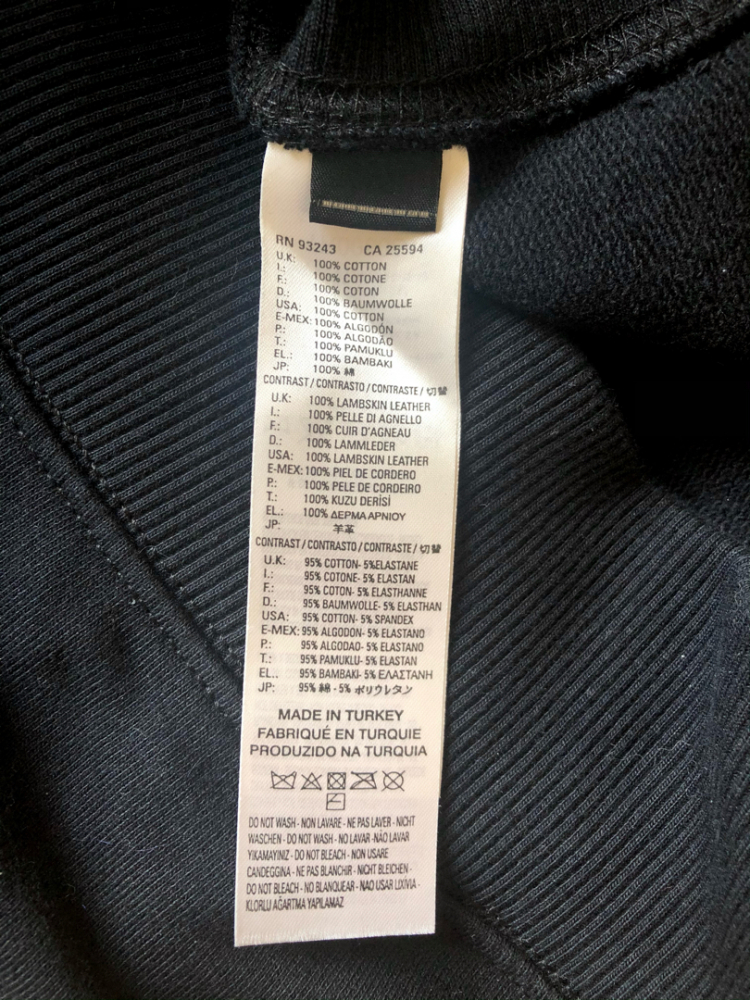 RN 93243 CA 25594
U.K: 100% COTTON
I.: 100% COTONE
F.: 100% COTON
D.: 100% BAUMWOLLE
USA: 100% COTTON
E-MEX: 100% ALGODÓN
P.: 100% ALGODÃO
T.: 100% PAMUKLU
EL.: 100% BAMBAKI
JP: 100% 綿
CONTRAST / CONTRASTO / CONTRASTE / 切替
U.K: 100% LAMBSKIN LEATHER
I.: 100% PELLE DI AGNELLO
F.: 100% CUIR D'AGNEAU
D.: 100% LAMMLEDER
USA: 100% LAMBSKIN LEATHER
E-MEX: 100% PIEL DE CORDERO
P.: 100% PELE DE CORDEIRO
T.: 100% KUZU DERİSİ
EL.: 100% ΔΕΡΜΑ ΑΡΝΙΟΥ
JP: 羊革
CONTRAST / CONTRASTO / CONTRASTE / 切替
U.K: 95% COTTON- 5%ELASTANE
I.: 95% COTONE- 5% ELASTAN
F.: 95% COTON- 5% ELASTHANNE
D.: 95% BAUMWOLLE- 5% ELASTHAN
USA: 95% COTTON- 5% SPANDEX
E-MEX: 95% ALGODON- 5% ELASTANO
P.: 95% ALGODAO- 5% ELASTANO
T.: 95% PAMUKLU- 5% ELASTAN
EL.. 95% BAMBAKI- 5% ΕΛΑΣΤΑΝΗ
JP: 95% 綿 - 5% ポリウレタン
MADE IN TURKEY
FABRIQUÉ EN TURQUIE
PRODUZIDO NA TURQUIA
DO NOT WASH - NON LAVARE - NE PAS LAVER - NICHT
WASCHEN - DO NOT WASH - NO LAVAR -NÃO LAVAR
YIKAMAYINIZ - DO NOT BLEACH - NON USARE
CANDEGGINA - NE PAS BLANCHIR - NICHT BLEICHEN -
DO NOT BLEACH - NO BLANQUEAR - NAO USAR LIXIVIA -
KLORLU AĞARTMA YAPILAMAZ